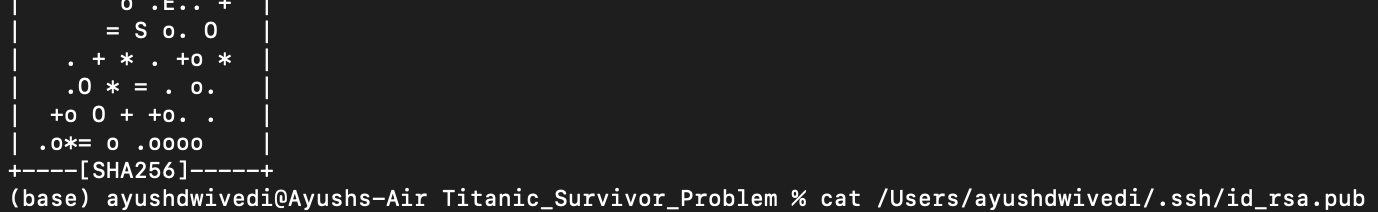 |       o .E.. + |
|      = S o. O   |
|   . + * . +o *  |
|   .O * = . o.   |
|  +o O + +o. .   |
| .o*= o .oooo    |
+----[SHA256]-----+
(base) ayushdwivedi@Ayushs-Air Titanic_Survivor_Problem % cat /Users/ayushdwivedi/.ssh/id_rsa.pub